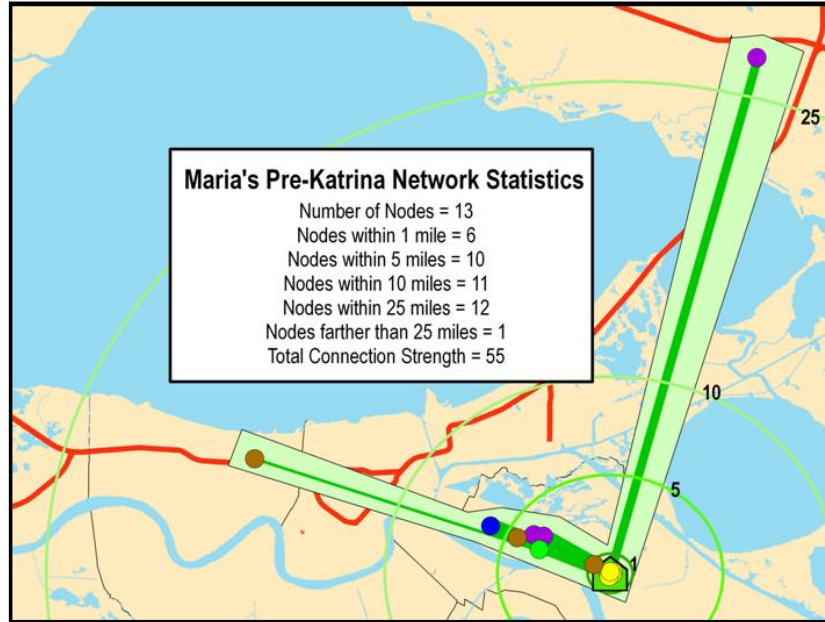 25
Maria's Pre-Katrina Network Statistics
Number of Nodes = 13
Nodes within 1 mile = 6
Nodes within 5 miles = 10
Nodes within 10 miles = 11
Nodes within 25 miles = 12
Nodes farther than 25 miles = 1
Total Connection Strength = 55
10
5
1